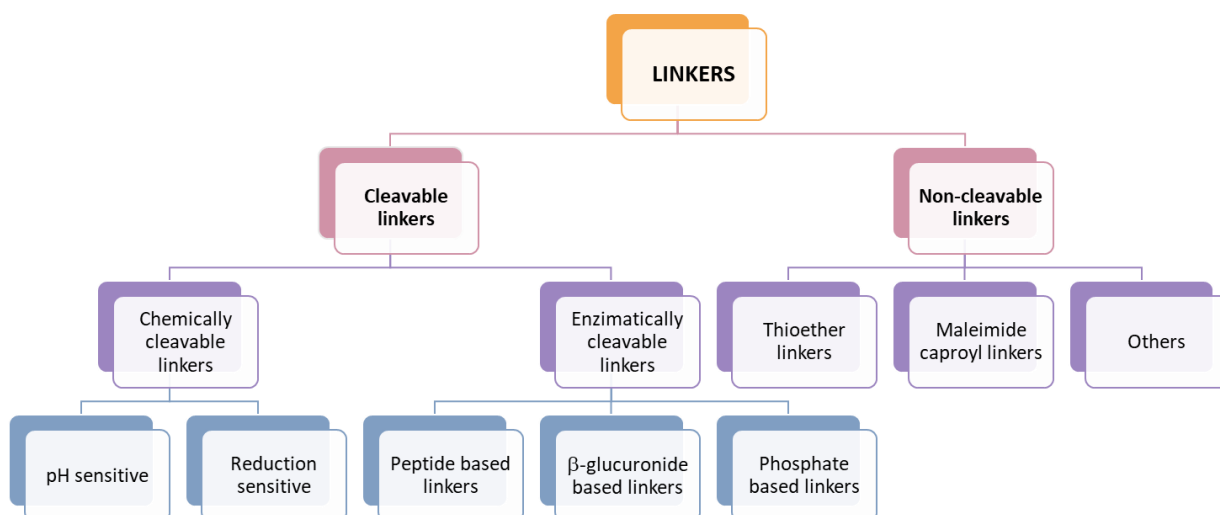 LINKERS
Cleavable
linkers
Non-cleavable
linkers
Chemically
cleavable
linkers
Enzimatically
cleavable
linkers
Thioether
linkers
Maleimide
caproyl linkers
Others
pH sensitive
Reduction
sensitive
Peptide based
linkers
β-glucuronide
based linkers
Phosphate
based linkers